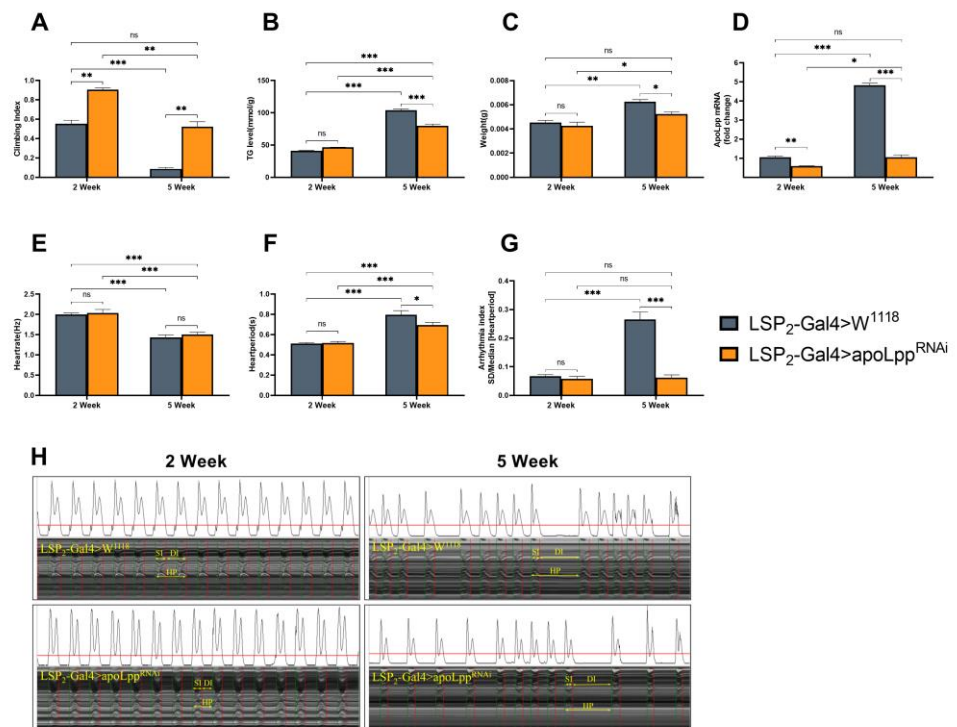 A
B
C
D
ns
**
***
**
**
Climbing Index
1.0
0.8
0.6
0.4
0.2
0.0
2 Week
5 Week
***
***
***
***
ns
TG level(mmol/g)
150
100
50
0
2 Week
5 Week
ns
*
**
*
ns
Weight(g)
0.008
0.006
0.004
0.002
0.000
2 Week
5 Week
ns
***
*
***
**
ApoLpp mRNA
(fold change)
5
4
3
2
1
2 Week
5 Week
E
F
G
***
***
***
ns
ns
Heartrate(Hz)
2.5
2.0
1.5
1.0
0.5
0.0
2 Week
5 Week
***
***
***
*
ns
Heartperiod(s)
1.0
0.8
0.6
0.4
0.2
0.0
2 Week
5 Week
ns
ns
***
***
ns
Arrhythmia index
SD/Median [Heartperiod]
0.4
0.3
0.2
0.1
0.0
2 Week
5 Week
LSP₂-Gal4>W¹¹¹⁸
LSP₂-Gal4>apoLppᴿᴺᴬⁱ
H
2 Week
5 Week
LSP₂-Gal4>W¹¹¹⁸
SI DI
HP
LSP₂-Gal4>W¹¹¹⁸
SI DI
HP
LSP₂-Gal4>apoLppᴿᴺᴬⁱ
SI DI
HP
LSP₂-Gal4>apoLppᴿᴺᴬⁱ
SI DI
HP